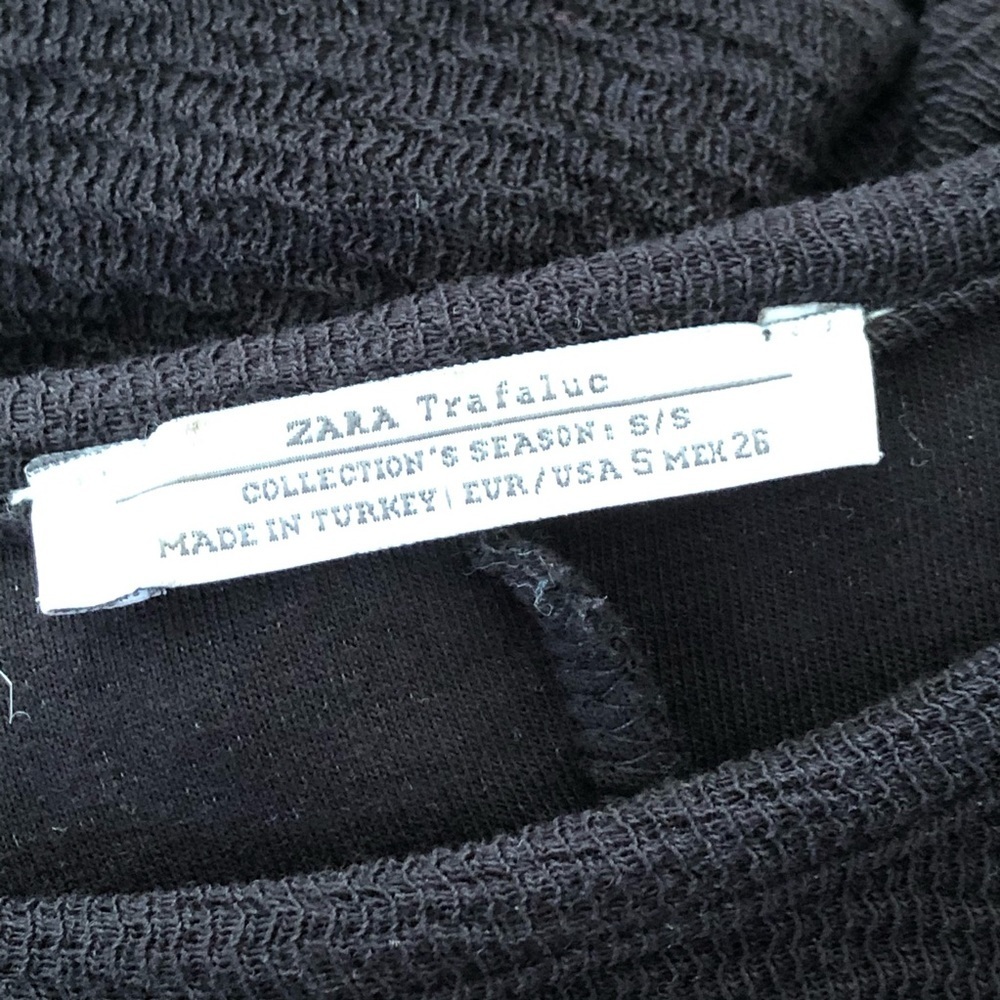 ZARA Trafaluc
COLLECTION'S SEASON: S/S
MADE IN TURKEY | EUR/USA S MEX 26